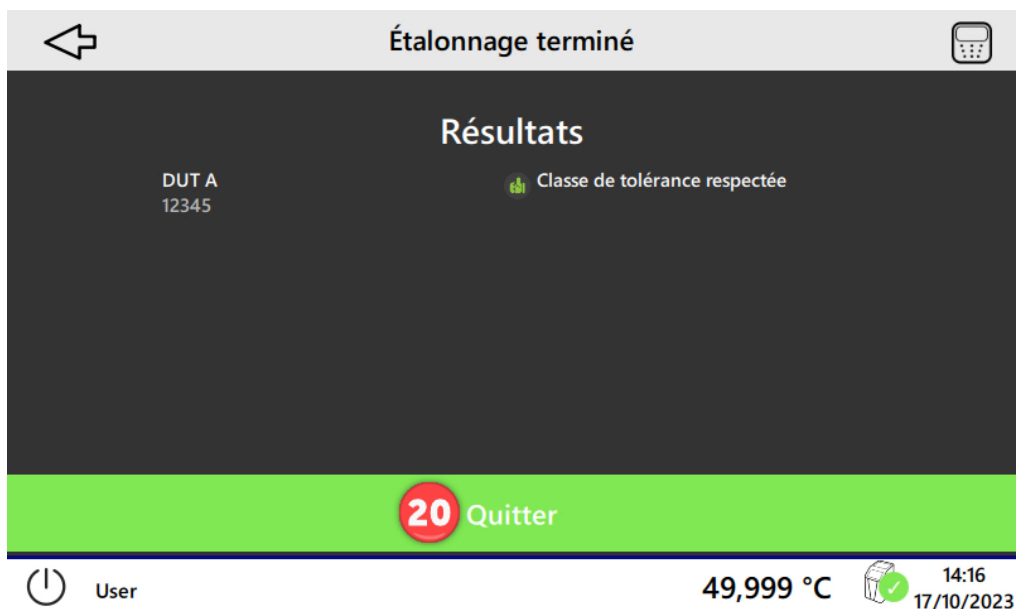 Étalonnage terminé
Résultats
DUT A
12345
Classe de tolérance respectée
20 Quitter
User
49,999 °C
14:16
17/10/2023